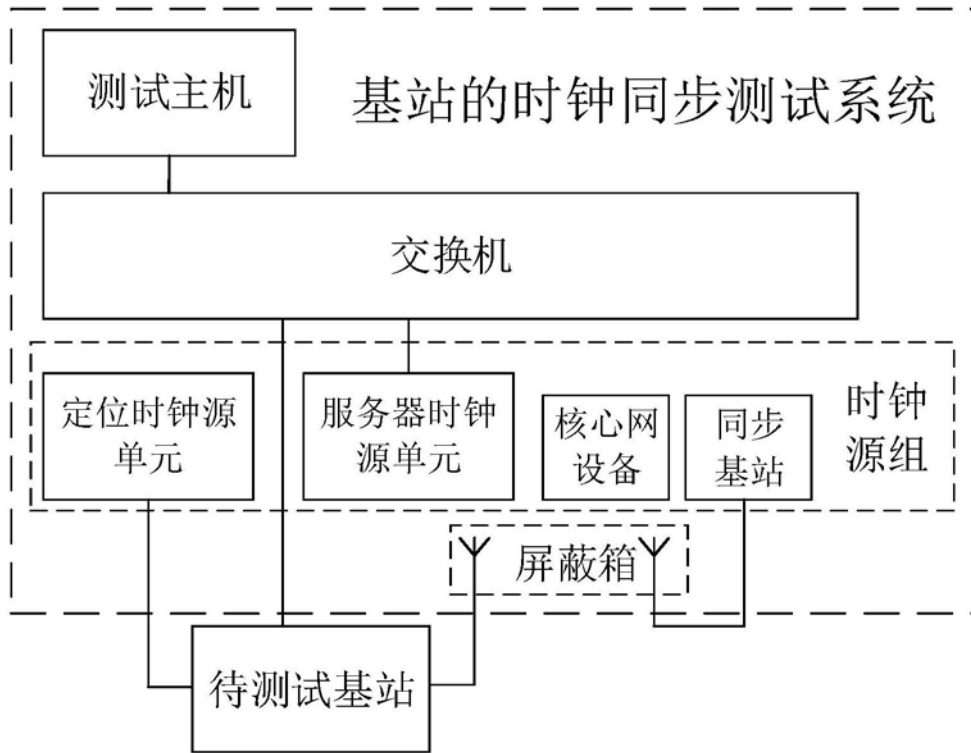 测试主机
基站的时钟同步测试系统
交换机
定位时钟源
单元
服务器时钟
源单元
核心网
设备
同步
基站
时钟
源组
屏蔽箱
待测试基站